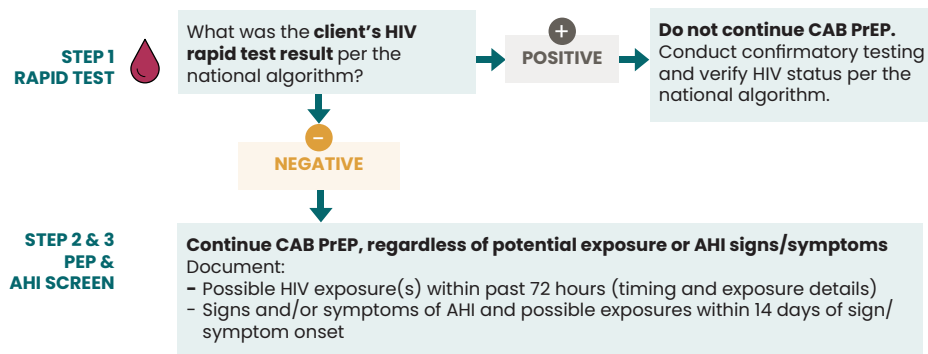 STEP 1
RAPID TEST
What was the client's HIV
rapid test result per the
national algorithm?
+
POSITIVE
Do not continue CAB PrEP.
Conduct confirmatory testing
and verify HIV status per the
national algorithm.
–
NEGATIVE
STEP 2 & 3
PEP &
AHI SCREEN
Continue CAB PrEP, regardless of potential exposure or AHI signs/symptoms
Document:
- Possible HIV exposure(s) within past 72 hours (timing and exposure details)
- Signs and/or symptoms of AHI and possible exposures within 14 days of sign/
symptom onset